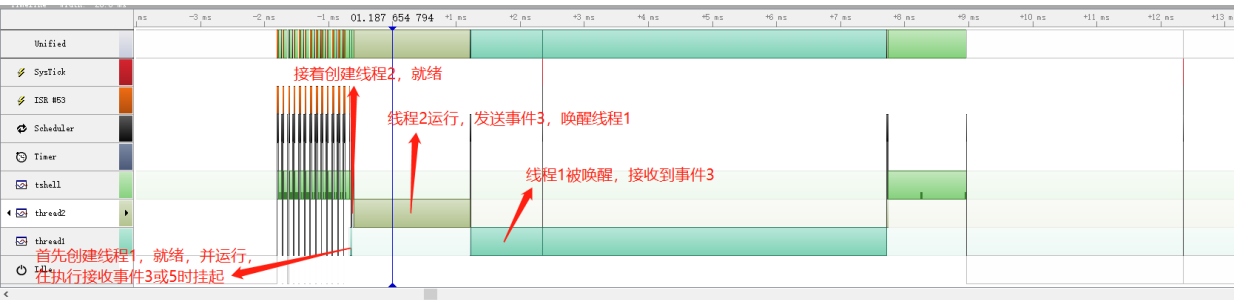 -3 ms -2 ms -1 ms 01.187 654 794 +1 ms +2 ms +3 ms +4 ms +5 ms +6 ms +7 ms +8 ms +9 ms +10 ms +11 ms +12 ms +13 m
Unified
SysTick
接着创建线程2，就绪
ISR #53
线程2运行，发送事件3，唤醒线程1
Scheduler
Timer
线程1被唤醒，接收到事件3
tshell
thread2
thread1
首先创建线程1，就绪，并运行，
在执行接收事件3或5时挂起
Idle